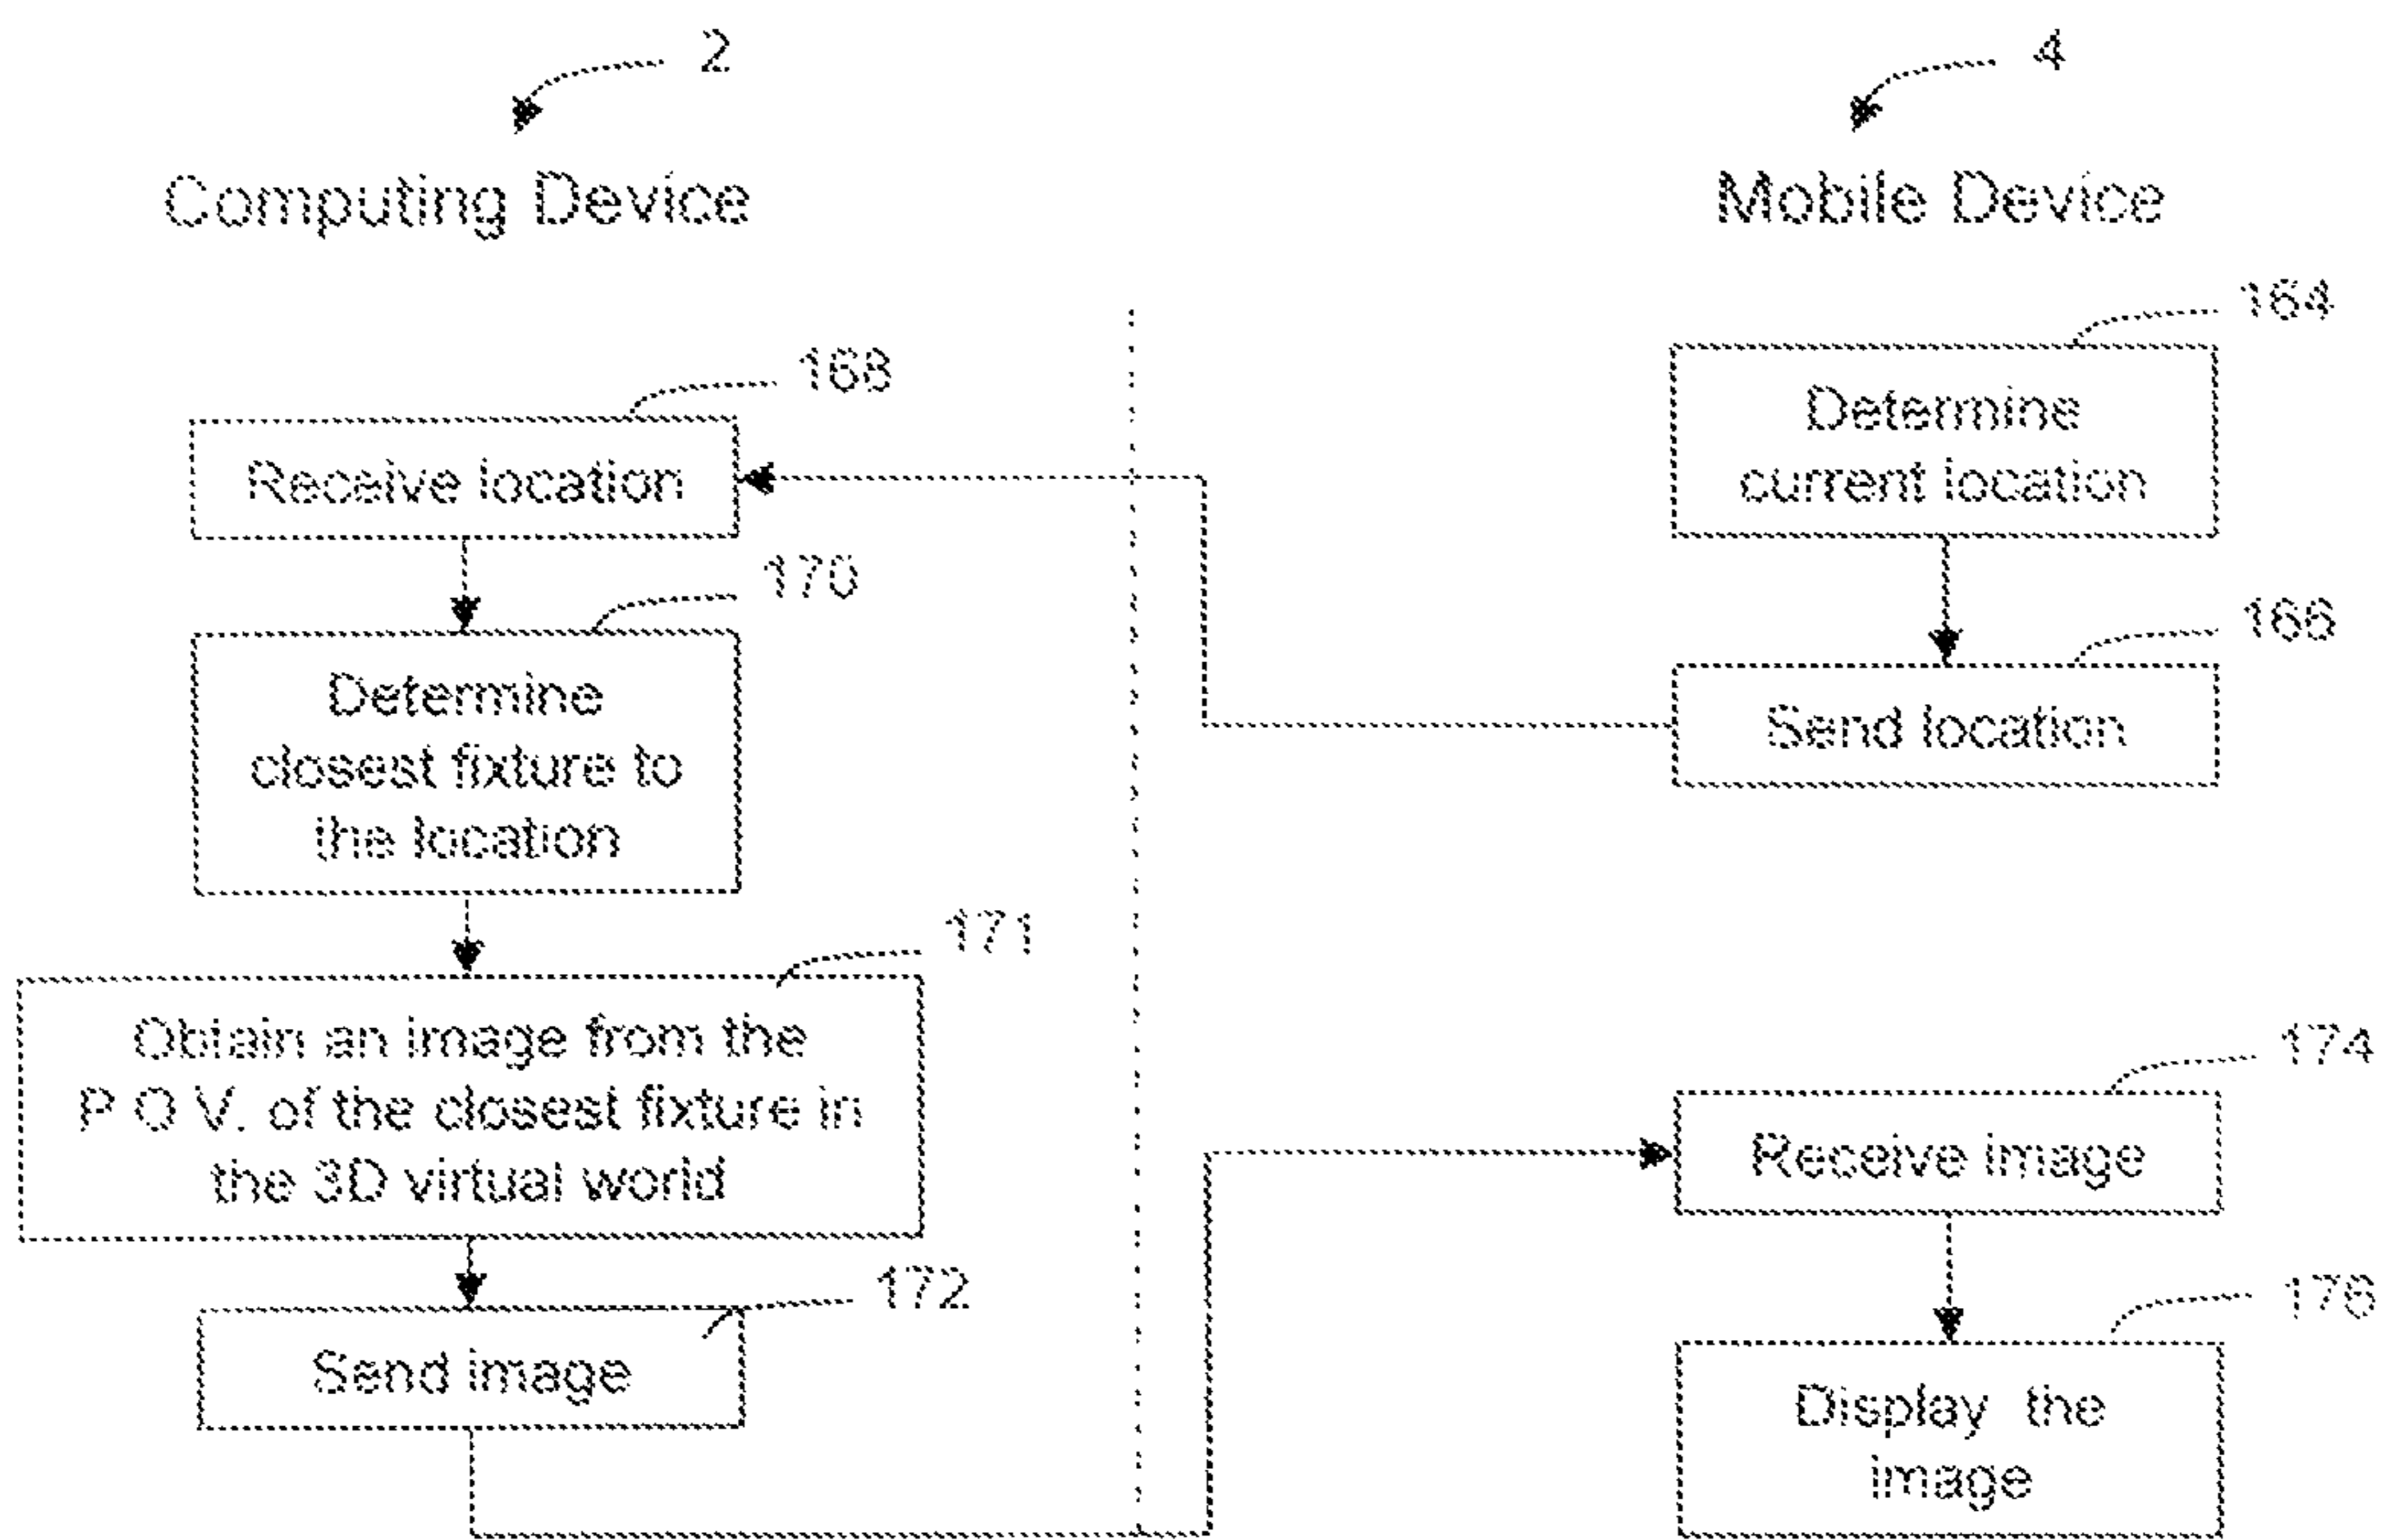 2
4
Computing Device
Mobile Device
164
Determine
current location
168
Receive location
170
166
Send location
Determine
closest fixture to
the location
171
Obtain an image from the
P O V. of the closest fixture in
the 3D virtual world
174
Receive image
172
Send image
176
Display the
image